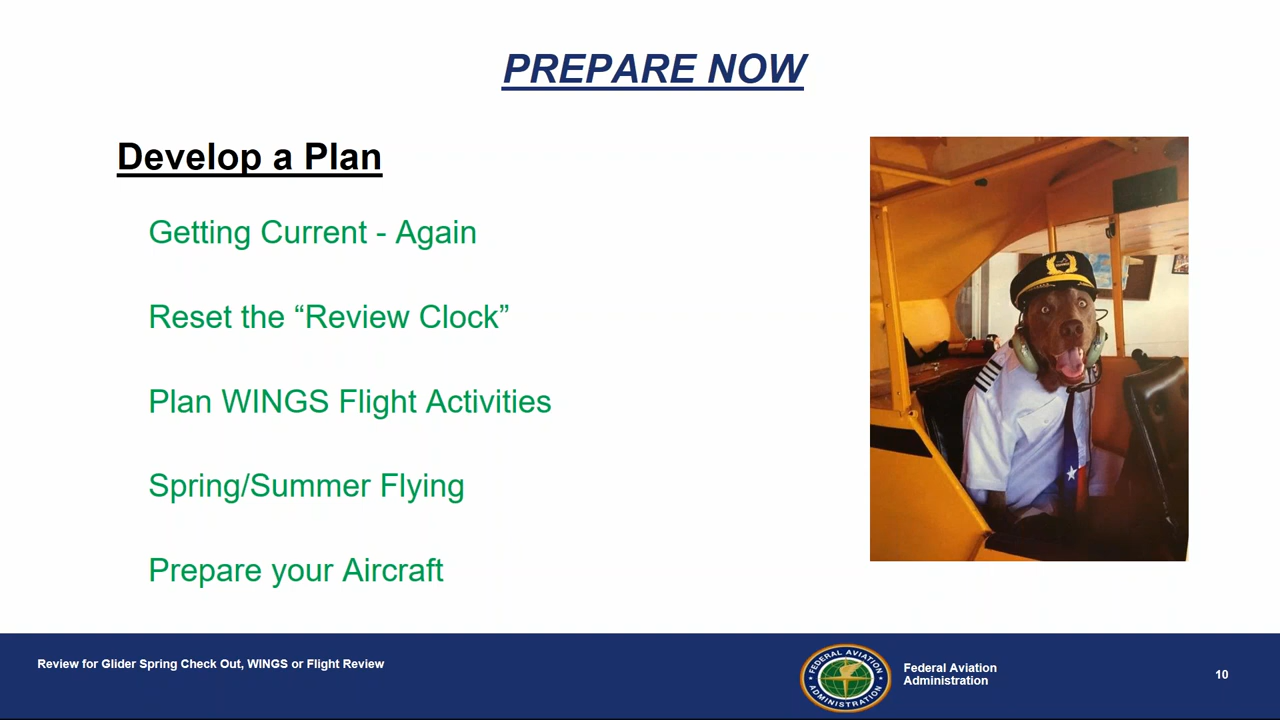 PREPARE NOW
Develop a Plan
Getting Current - Again
Reset the “Review Clock”
Plan WINGS Flight Activities
Spring/Summer Flying
Prepare your Aircraft
Review for Glider Spring Check Out, WINGS or Flight Review
FEDERAL AVIATION
ADMINISTRATION
Federal Aviation
Administration
10